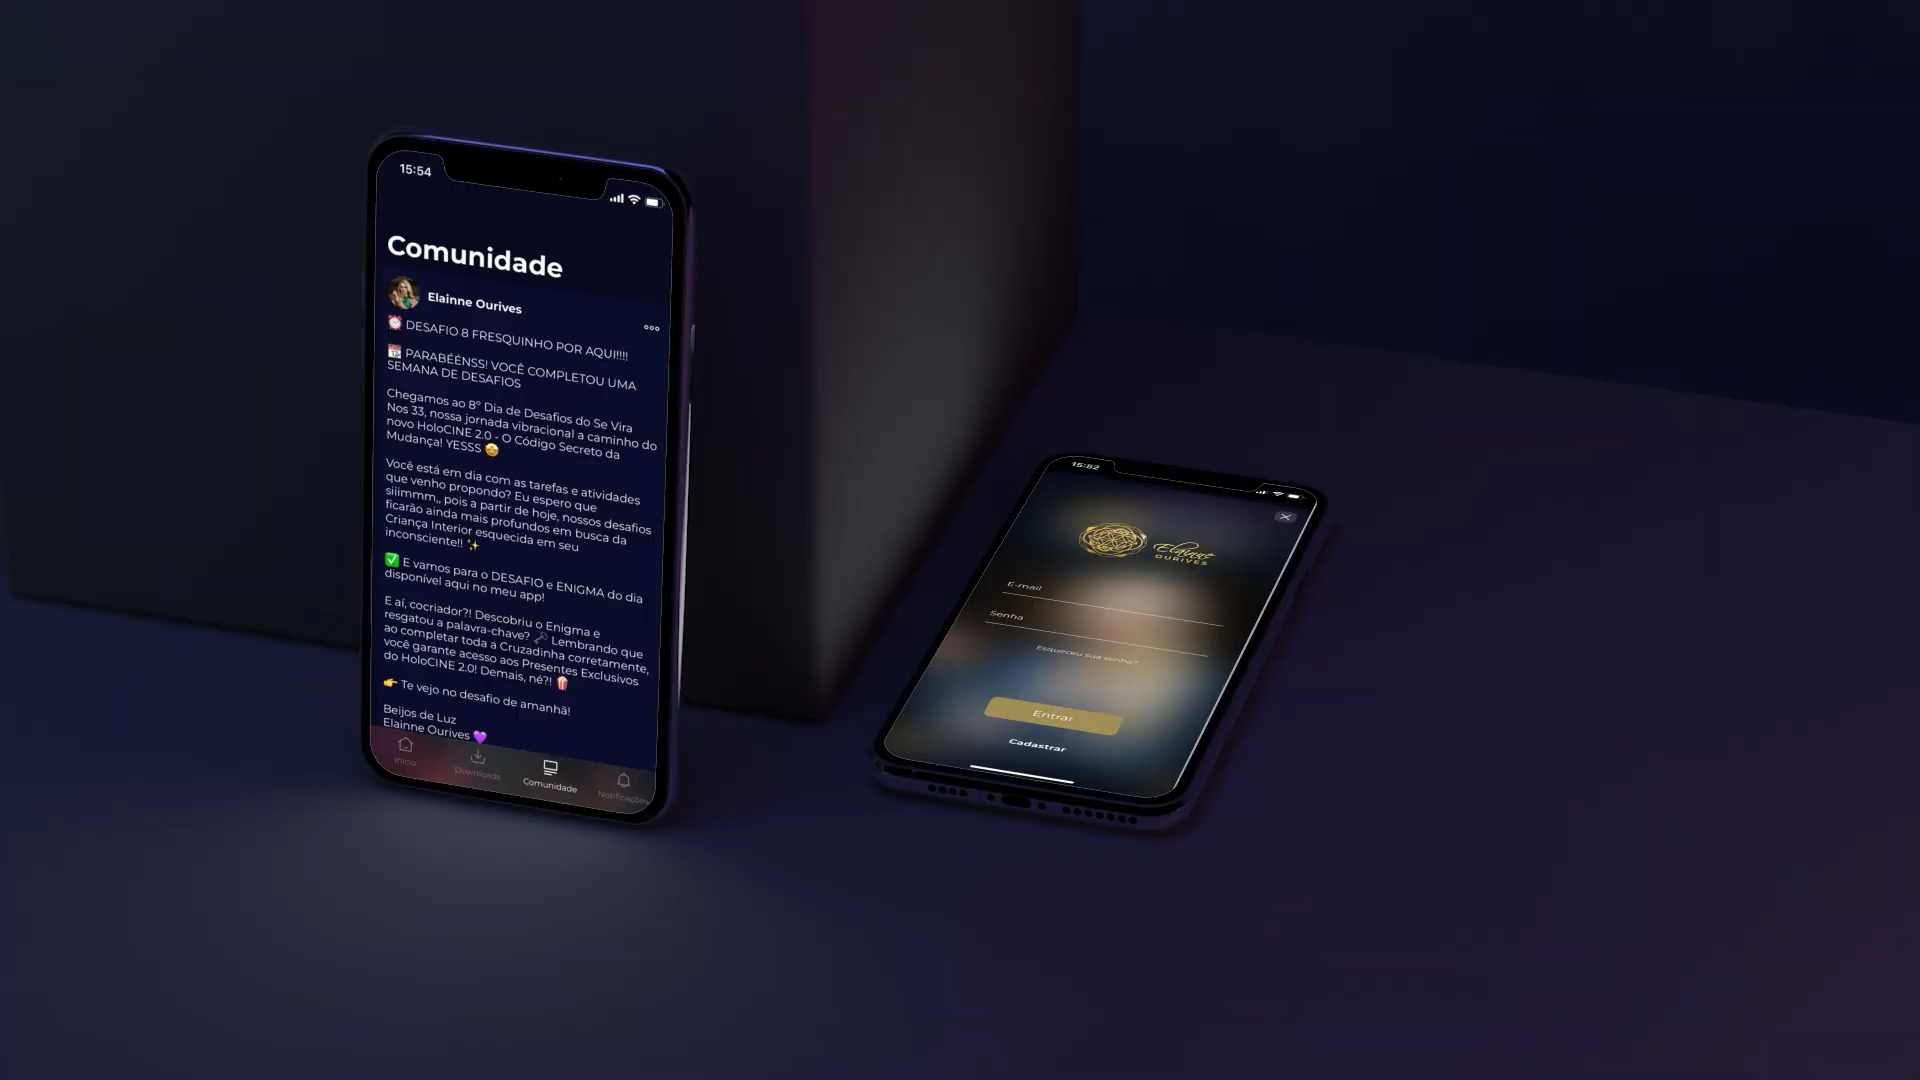 15:54
Comunidade
Elainne Ourives
⏰ DESAFIO 8 FRESQUINHO POR AQUI!!!!
📆 PARABÉÉNSS! VOCÊ COMPLETOU UMA
SEMANA DE DESAFIOS
Chegamos ao 8º Dia de Desafios do Se Vira
Nos 33, nossa jornada vibracional a caminho do
novo HoloCINE 2.0 - O Código Secreto da
Mudança! YESSS 🤩
Você está em dia com as tarefas e atividades
que venho propondo? Eu espero que
siiimmm,, pois a partir de hoje, nossos desafios
ficarão ainda mais profundos em busca da
Criança Interior esquecida em seu
inconsciente!! ✨
✅ E vamos para o DESAFIO e ENIGMA do dia
disponível aqui no meu app!
E aí, cocriador?! Descobriu o Enigma e
resgatou a palavra-chave? 🗝 Lembrando que
ao completar toda a Cruzadinha corretamente,
você garante acesso aos Presentes Exclusivos
do HoloCINE 2.0! Demais, né?! 🍿
👉 Te vejo no desafio de amanhã!
Beijos de Luz
Elainne Ourives 💜
Início
Downloads
Comunidade
Notificações
15:52
Elainne
OURIVES
E-mail
Senha
Esqueceu sua senha?
Entrar
Cadastrar